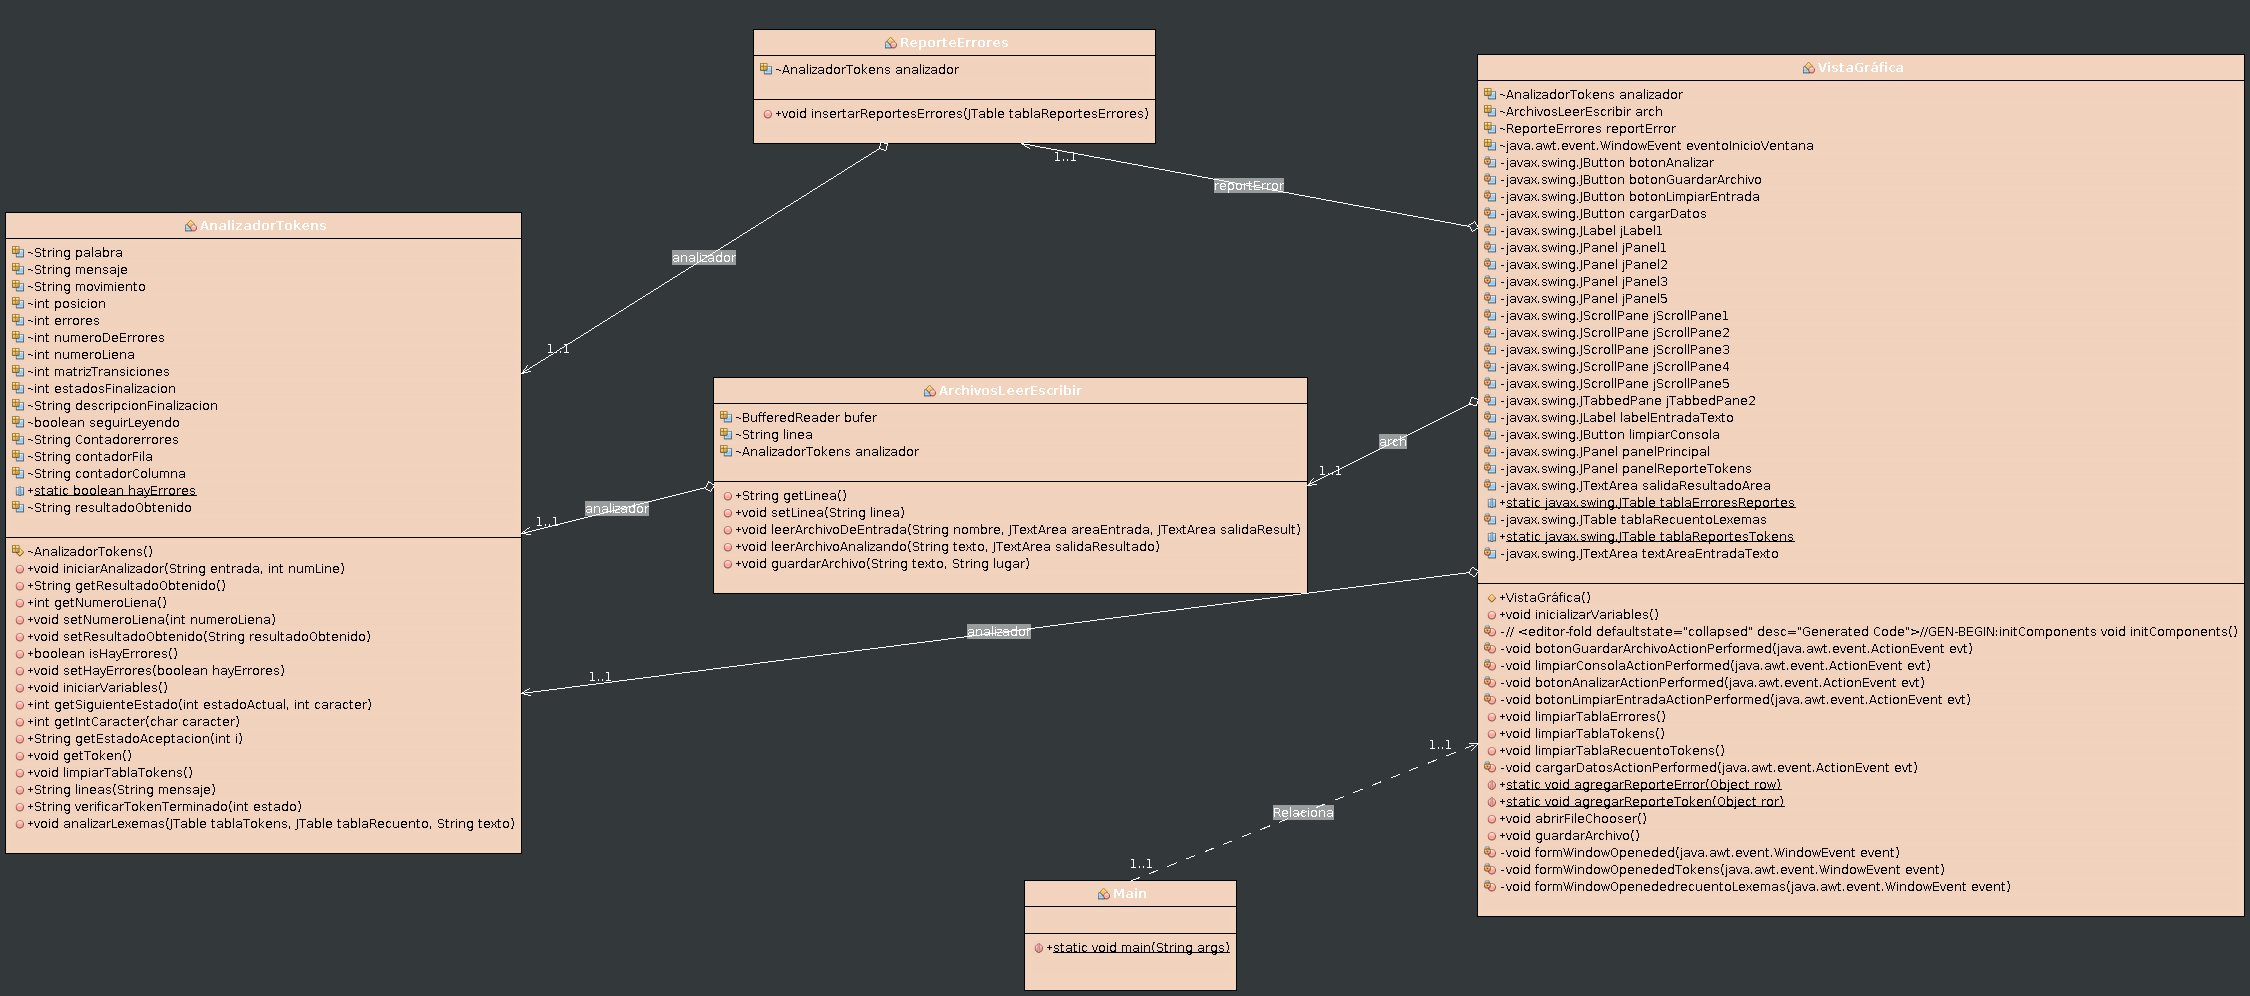 ReporteErrores
~AnalizadorTokens analizador
+void insertarReportesErrores(JTable tablaReportesErrores)
VistaGráfica
~AnalizadorTokens analizador
~ArchivosLeerEscribir arch
~ReporteErrores reportError
~java.awt.event.WindowEvent eventoInicioVentana
-javax.swing.JButton botonAnalizar
-javax.swing.JButton botonGuardarArchivo
-javax.swing.JButton botonLimpiarEntrada
-javax.swing.JButton cargarDatos
-javax.swing.JLabel jLabel1
-javax.swing.JPanel jPanel1
-javax.swing.JPanel jPanel2
-javax.swing.JPanel jPanel3
-javax.swing.JPanel jPanel5
-javax.swing.JScrollPane jScrollPane1
-javax.swing.JScrollPane jScrollPane2
-javax.swing.JScrollPane jScrollPane3
-javax.swing.JScrollPane jScrollPane4
-javax.swing.JScrollPane jScrollPane5
-javax.swing.JTabbedPane jTabbedPane2
-javax.swing.JLabel labelEntradaTexto
-javax.swing.JButton limpiarConsola
-javax.swing.JPanel panelPrincipal
-javax.swing.JPanel panelReporteTokens
-javax.swing.JTextArea salidaResultadoArea
+static javax.swing.JTable tablaErroresReportes
-javax.swing.JTable tablaRecuentoLexemas
+static javax.swing.JTable tablaReportesTokens
-javax.swing.JTextArea textAreaEntradaTexto
+VistaGráfica()
+void inicializarVariables()
-// <editor-fold defaultstate="collapsed" desc="Generated Code">//GEN-BEGIN:initComponents void initComponents()
-void botonGuardarArchivoActionPerformed(java.awt.event.ActionEvent evt)
-void limpiarConsolaActionPerformed(java.awt.event.ActionEvent evt)
-void botonAnalizarActionPerformed(java.awt.event.ActionEvent evt)
-void botonLimpiarEntradaActionPerformed(java.awt.event.ActionEvent evt)
+void limpiarTablaErrores()
+void limpiarTablaTokens()
+void limpiarTablaRecuentoTokens()
-void cargarDatosActionPerformed(java.awt.event.ActionEvent evt)
+static void agregarReporteError(Object row)
+static void agregarReporteToken(Object ror)
+void abrirFileChooser()
+void guardarArchivo()
-void formWindowOpeneded(java.awt.event.WindowEvent event)
-void formWindowOpenededTokens(java.awt.event.WindowEvent event)
-void formWindowOpenededrecuentoLexemas(java.awt.event.WindowEvent event)
1..1
reportError
AnalizadorTokens
~String palabra
~String mensaje
~String movimiento
~int posicion
~int errores
~int numeroDeErrores
~int numeroLiena
~int matrizTransiciones
~int estadosFinalizacion
~String descripcionFinalizacion
~boolean seguirLeyendo
~String Contadorerrores
~String contadorFila
~String contadorColumna
+static boolean hayErrores
~String resultadoObtenido
~AnalizadorTokens()
+void iniciarAnalizador(String entrada, int numLine)
+String getResultadoObtenido()
+int getNumeroLiena()
+void setNumeroLiena(int numeroLiena)
+void setResultadoObtenido(String resultadoObtenido)
+boolean isHayErrores()
+void setHayErrores(boolean hayErrores)
+void iniciarVariables()
+int getSiguienteEstado(int estadoActual, int caracter)
+int getIntCaracter(char caracter)
+String getEstadoAceptacion(int i)
+void getToken()
+void limpiarTablaTokens()
+String lineas(String mensaje)
+String verificarTokenTerminado(int estado)
+void analizarLexemas(JTable tablaTokens, JTable tablaRecuento, String texto)
analizador
1..1
ArchivosLeerEscribir
~BufferedReader bufer
~String linea
~AnalizadorTokens analizador
+String getLinea()
+void setLinea(String linea)
+void leerArchivoDeEntrada(String nombre, JTextArea areaEntrada, JTextArea salidaResult)
+void leerArchivoAnalizando(String texto, JTextArea salidaResultado)
+void guardarArchivo(String texto, String lugar)
arch
1..1
analizador
1..1
analizador
1..1
1..1
Relaciona
1..1
Main
+static void main(String args)